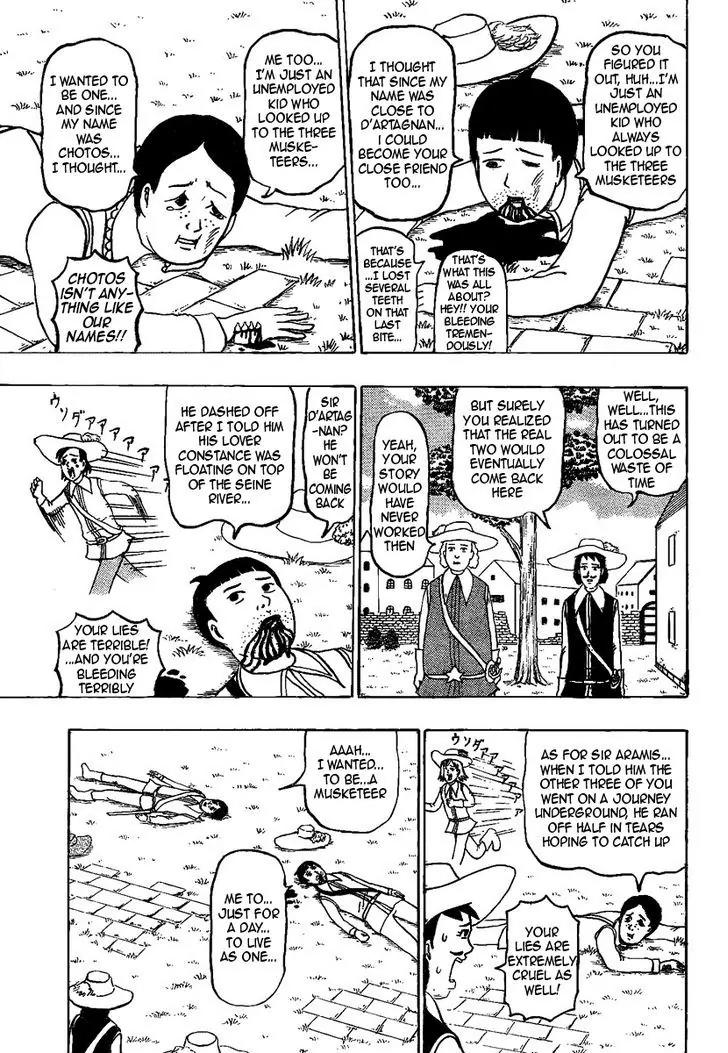 SO YOU
FIGURED IT
OUT, HUH...I'M
JUST AN
UNEMPLOYED
KID WHO
ALWAYS
LOOKED UP TO
THE THREE
MUSKETEERS
I THOUGHT
THAT SINCE MY
NAME WAS
CLOSE TO
D'ARTAGNAN...
I COULD
BECOME YOUR
CLOSE FRIEND
TOO...
THAT'S
WHAT THIS
WAS ALL
ABOUT?
HEY!! YOUR
BLEEDING
TREMEN-
DOUSLY!
THAT'S
BECAUSE
...I LOST
SEVERAL
TEETH ON
THAT LAST
BITE...
ME TOO...
I'M JUST AN
UNEMPLOYED
KID WHO
LOOKED UP
TO THE THREE
MUSKE-
TEERS...
I WANTED TO
BE ONE...
AND SINCE
MY NAME
WAS
CHOTOS...
I THOUGHT...
CHOTOS
ISN'T ANY-
THING LIKE
OUR
NAMES!!
WELL,
WELL...THIS
HAS TURNED
OUT TO BE A
COLOSSAL
WASTE OF
TIME
BUT SURELY
YOU REALIZED
THAT THE REAL
TWO WOULD
EVENTUALLY
COME BACK
HERE
YEAH,
YOUR
STORY
WOULD
HAVE
NEVER
WORKED
THEN
SIR
D'ARTAG-
NAN?
HE
WON'T
BE
COMING
BACK
HE DASHED OFF
AFTER I TOLD HIM
HIS LOVER
CONSTANCE WAS
FLOATING ON TOP
OF THE SEINE
RIVER...
ウソダァァァァァァ
YOUR LIES
ARE TERRIBLE!
...AND YOU'RE
BLEEDING
TERRIBLY
AS FOR SIR ARAMIS...
WHEN I TOLD HIM THE
OTHER THREE OF YOU
WENT ON A JOURNEY
UNDERGROUND, HE RAN
OFF HALF IN TEARS
HOPING TO CATCH UP
ウソダァァァ
YOUR
LIES ARE
EXTREMELY
CRUEL AS
WELL!
AAAH...
I WANTED...
TO BE...A
MUSKETEER
ME TO...
JUST FOR
A DAY...
TO LIVE
AS ONE...